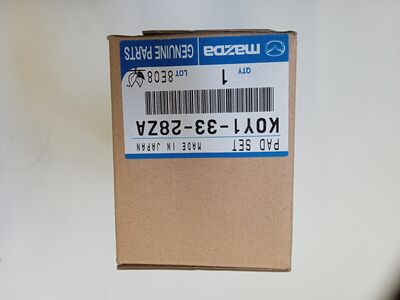 PAD SET MADE IN JAPAN
K0Y1-33-28ZA
QTY 1 LOT 8E08
mazda GENUINE PARTS